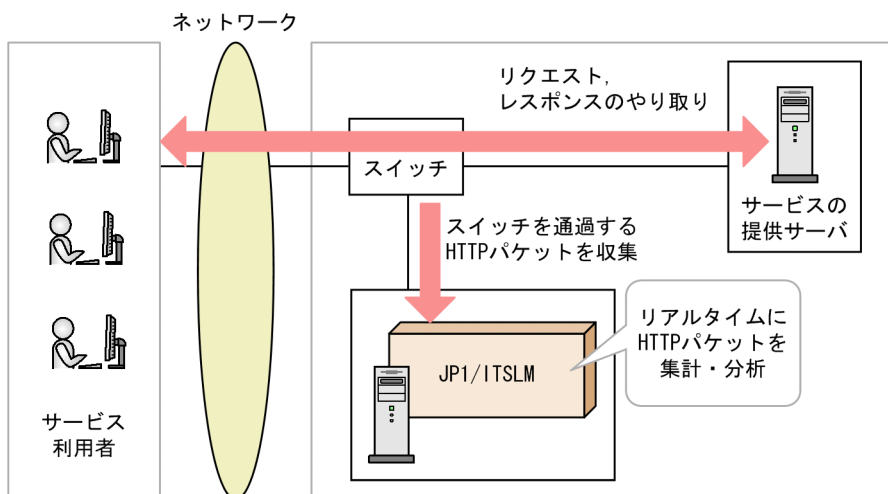 ネットワーク
リクエスト,
レスポンスのやり取り
スイッチ
サービスの
提供サーバ
スイッチを通過する
HTTPパケットを収集
リアルタイムに
HTTPパケットを
集計・分析
JP1/ITSLM
サービス
利用者